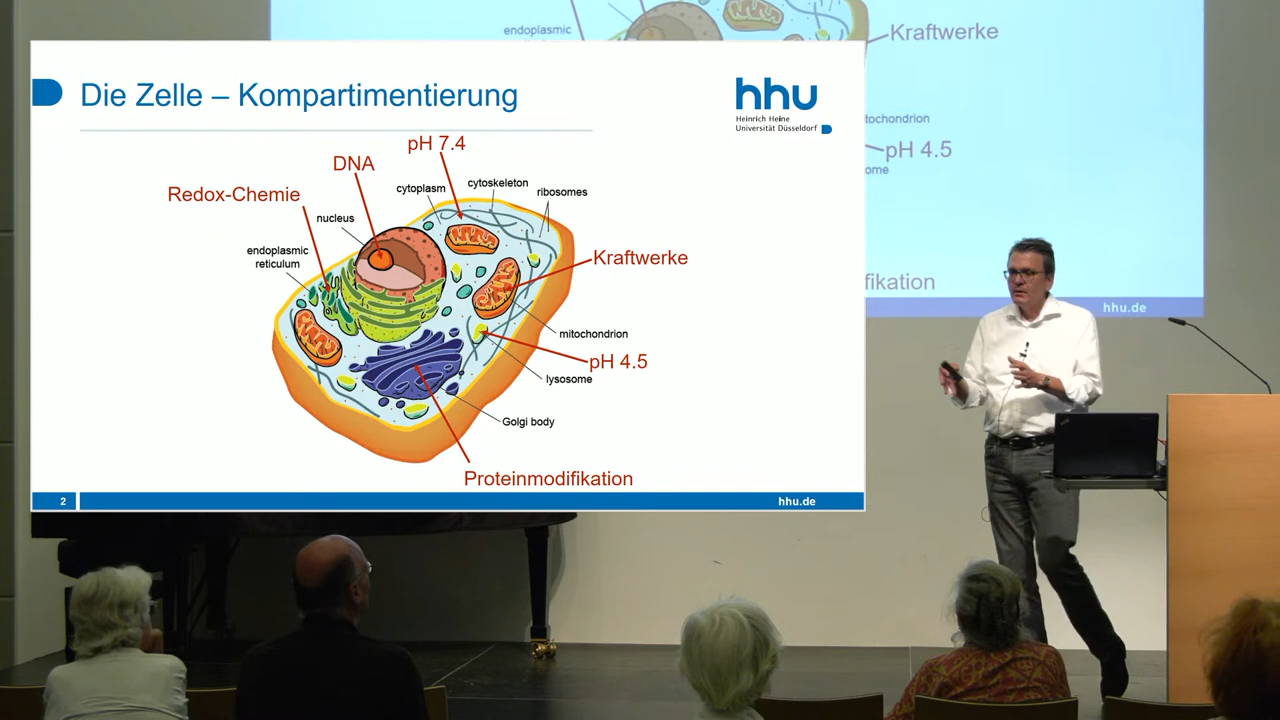 Die Zelle – Kompartimentierung
hhu
Heinrich Heine
Universität Düsseldorf
pH 7.4
DNA
Redox-Chemie
cytoplasm
cytoskeleton
ribosomes
nucleus
endoplasmic
reticulum
Kraftwerke
mitochondrion
pH 4.5
lysosome
Golgi body
Proteinmodifikation
2
hhu.de
endoplasmic
Kraftwerke
tochondrion
pH 4.5
ome
fikation
hhu.de